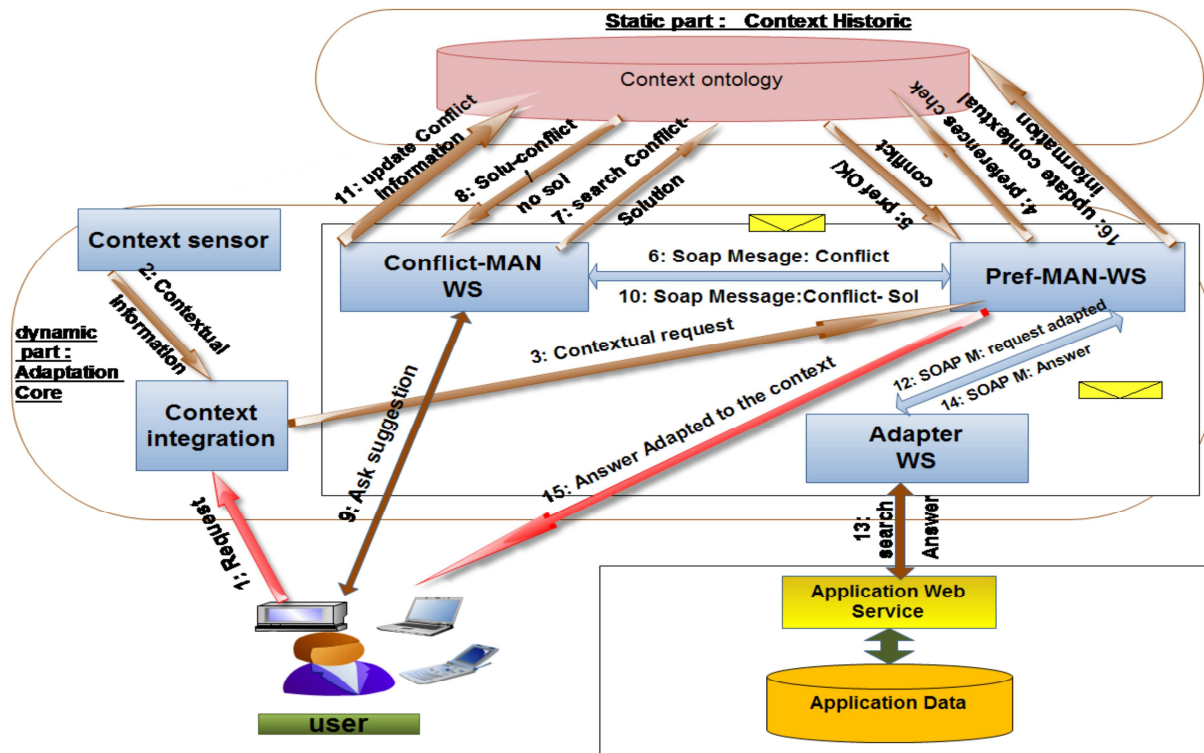 Static part :   Context Historic
Context ontology
11: update Conflict
information
8: Solu-conflict
/
no sol
7: search Conflict-
Solution
5: pref OK/
conflict
4: preferences chek
16: update contextual
Information
Context sensor
2: Contextual
information
dynamic
part :
Adaptation
Core
Conflict-MAN
WS
6: Soap Mesage: Conflict
10: Soap Message:Conflict- Sol
Pref-MAN-WS
3: Contextual request
12: SOAP M: request adapted
14: SOAP M: Answer
Context
integration
9: Ask suggestion
15: Answer Adapted to the context
Adapter
WS
1: Request
13:
search
Answer
Application Web
Service
Application Data
user